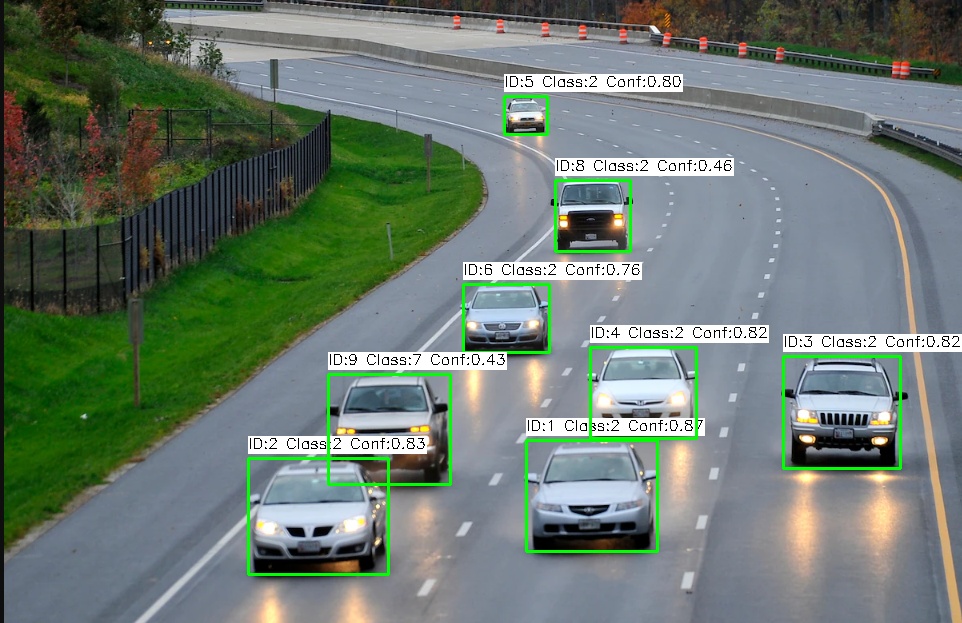 ID:5 Class:2 Conf:0.80
ID:8 Class:2 Conf:0.46
ID:6 Class:2 Conf:0.76
ID:4 Class:2 Conf:0.82
ID:3 Class:2 Conf:0.82
ID:9 Class:7 Conf:0.43
ID:1 Class:2 Conf:0.87
ID:2 Class:2 Conf:0.83